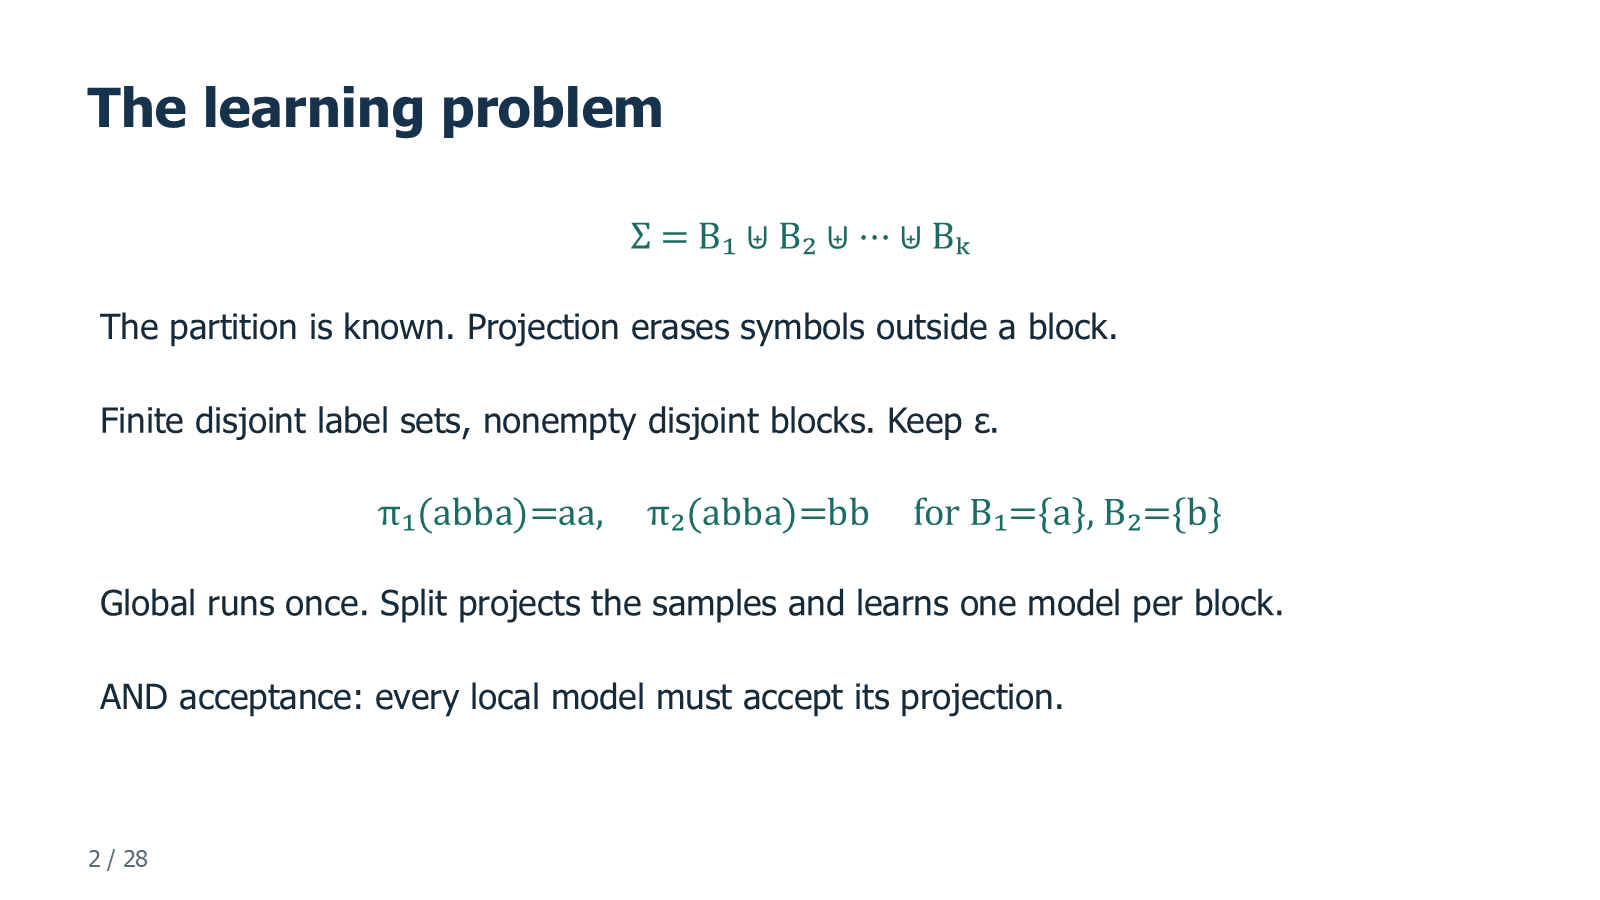 The learning problem
Σ = B₁ ⊎ B₂ ⊎ ⋯ ⊎ Bₖ
The partition is known. Projection erases symbols outside a block.
Finite disjoint label sets, nonempty disjoint blocks. Keep ε.
π₁(abba)=aa, π₂(abba)=bb for B₁={a}, B₂={b}
Global runs once. Split projects the samples and learns one model per block.
AND acceptance: every local model must accept its projection.
2 / 28